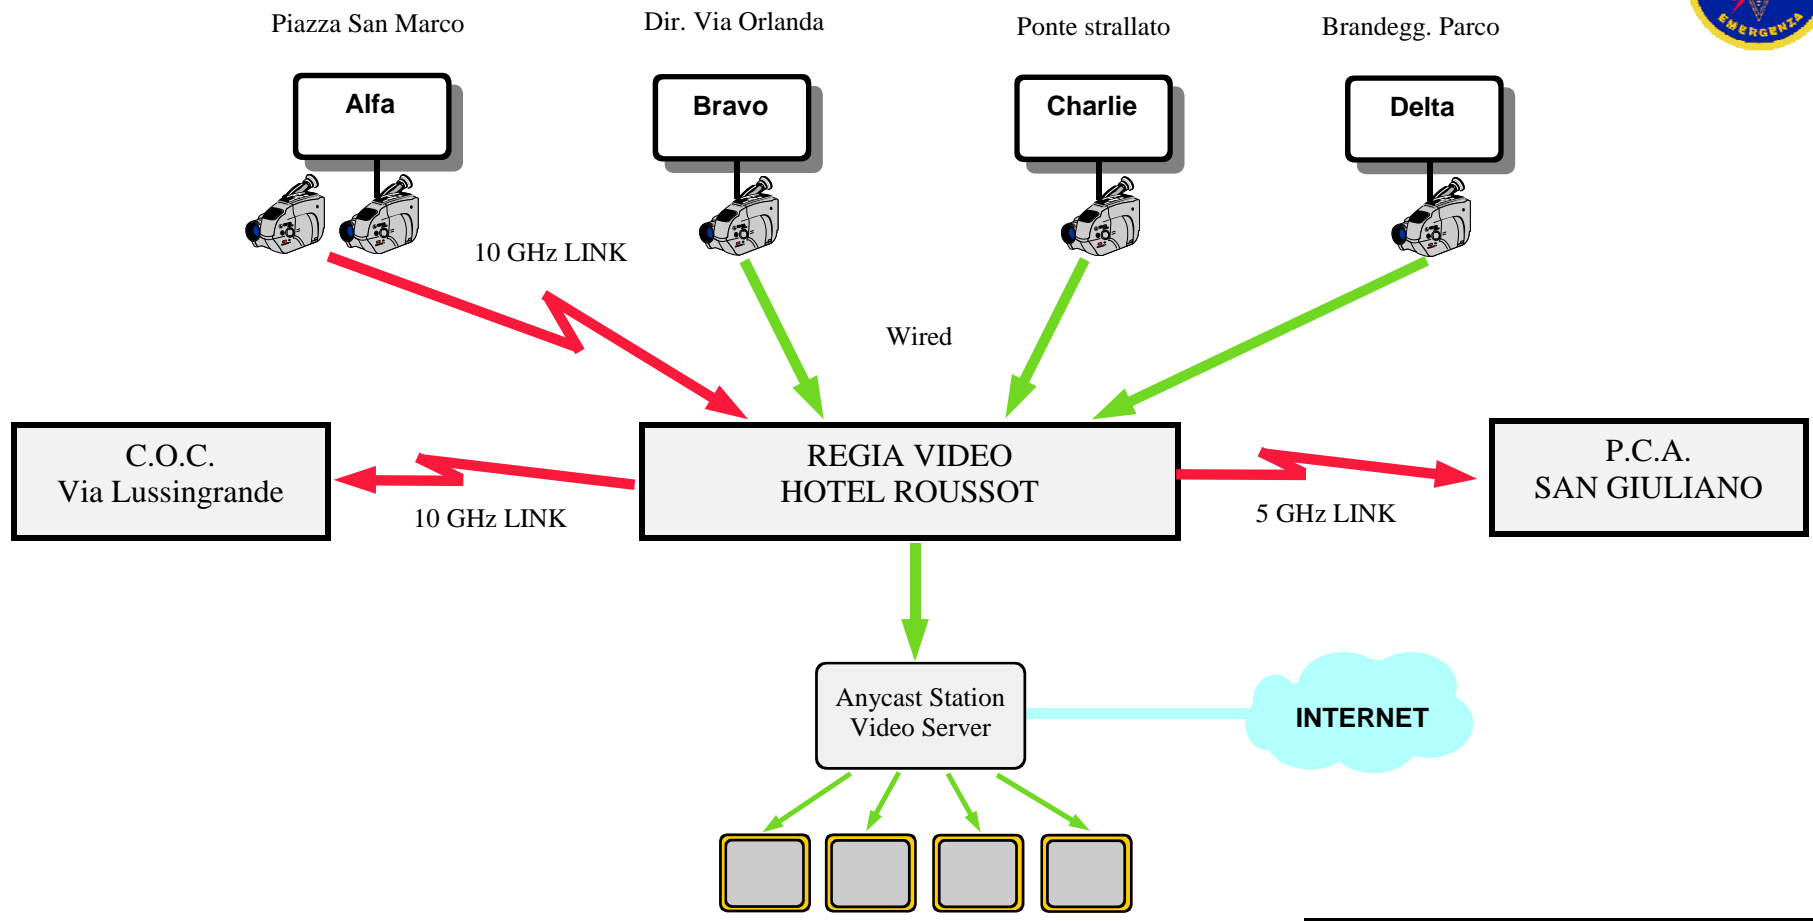 Piazza San Marco
Dir. Via Orlanda
Ponte strallato
Brandegg. Parco
EMERGENZA
Alfa
Bravo
Charlie
Delta
10 GHz LINK
Wired
C.O.C.
Via Lussingrande
REGIA VIDEO
HOTEL ROUSSOT
P.C.A.
SAN GIULIANO
10 GHz LINK
5 GHz LINK
Anycast Station
Video Server
INTERNET